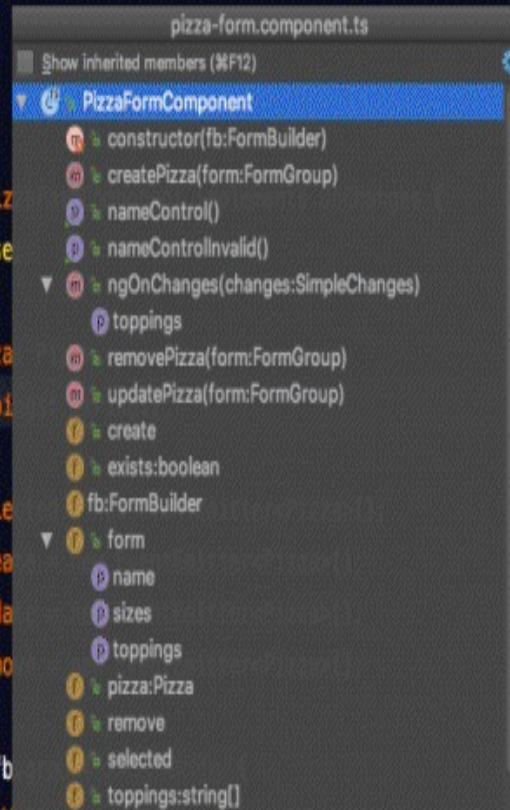 pizza-form.component.ts
Show inherited members (⌘F12)
PizzaFormComponent
constructor(fb:FormBuilder)
createPizza(form:FormGroup)
nameControl()
nameControlInvalid()
ngOnChanges(changes:SimpleChanges)
toppings
removePizza(form:FormGroup)
updatePizza(form:FormGroup)
create
exists:boolean
fb:FormBuilder
form
name
sizes
toppings
pizza:Pizza
remove
selected
toppings:string[]